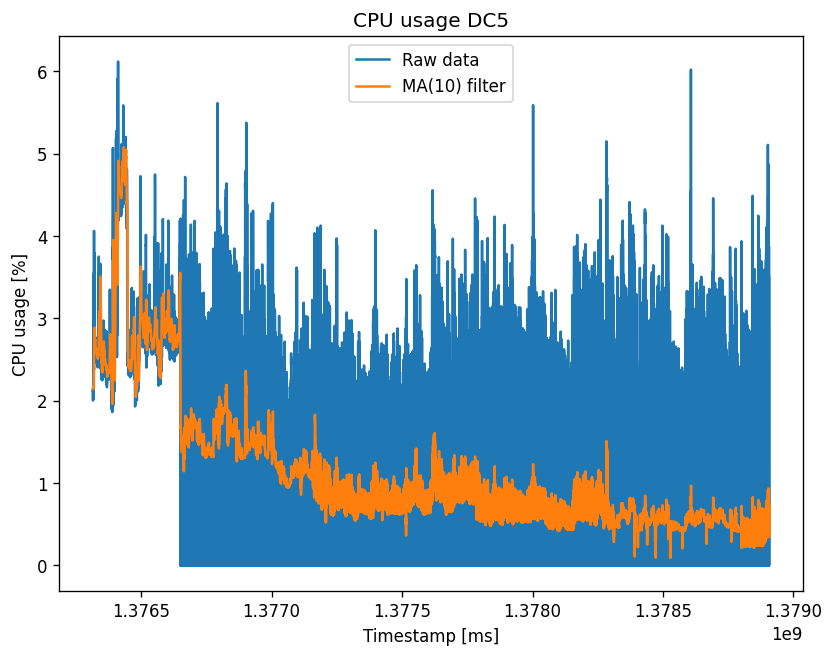 CPU usage DC5
Raw data
MA(10) filter
CPU usage [%]
6
5
4
3
2
1
0
1.3765 1.3770 1.3775 1.3780 1.3785 1.3790
1e9
Timestamp [ms]